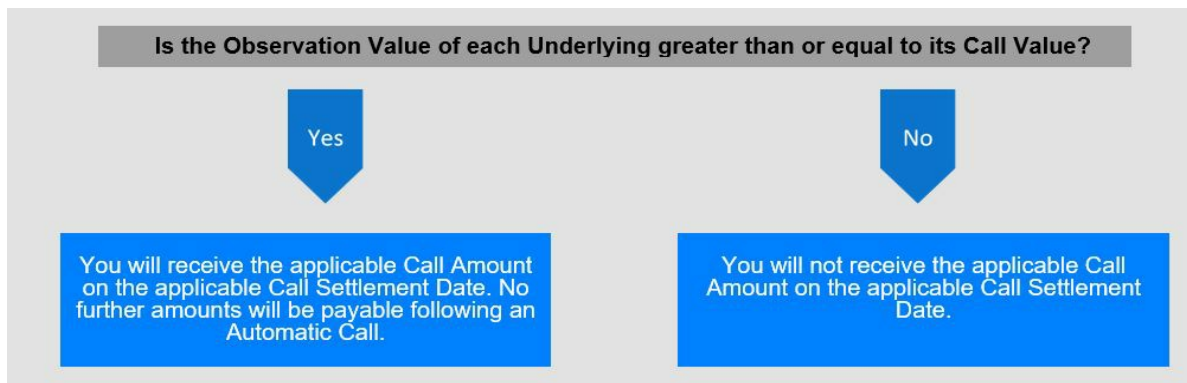 Is the Observation Value of each Underlying greater than or equal to its Call Value?
Yes
No
You will receive the applicable Call Amount
on the applicable Call Settlement Date. No
further amounts will be payable following an
Automatic Call.
You will not receive the applicable Call
Amount on the applicable Call Settlement
Date.